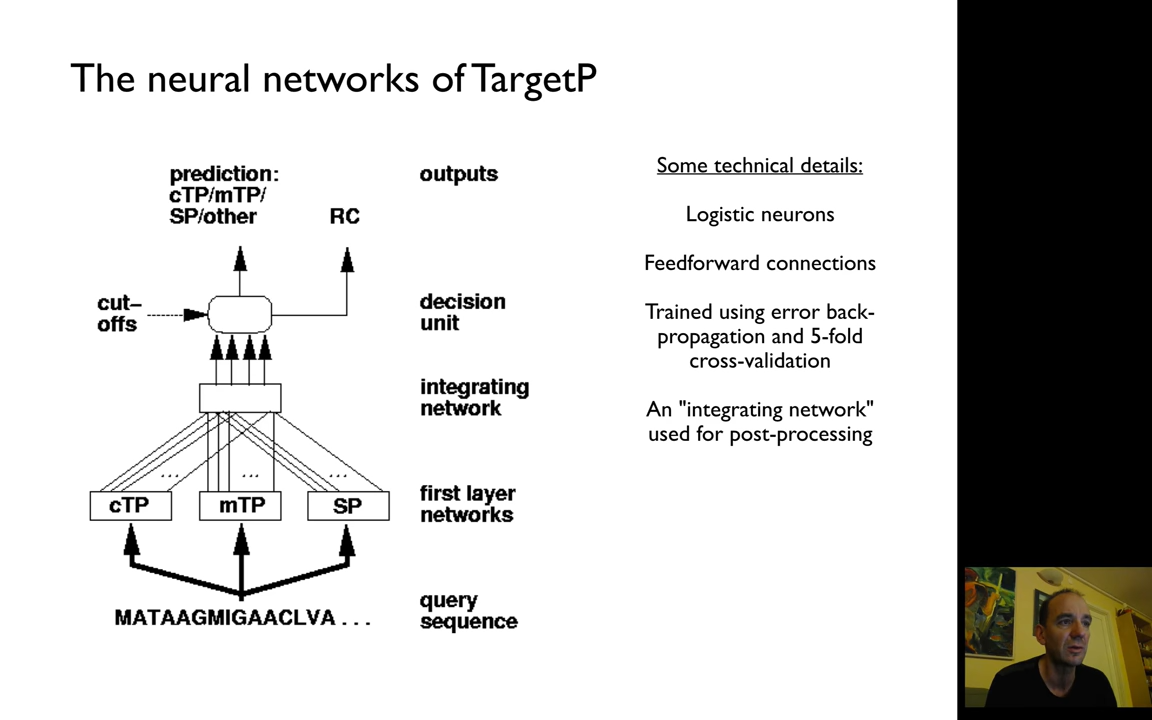 The neural networks of TargetP
prediction:
cTP/mTP/
SP/other
RC
outputs
cut–
offs
decision
unit
integrating
network
...
...
...
cTP
mTP
SP
first layer
networks
MATAAGMIGAACLVA . . .
query
sequence
Some technical details:
Logistic neurons
Feedforward connections
Trained using error back-
propagation and 5-fold
cross-validation
An "integrating network"
used for post-processing